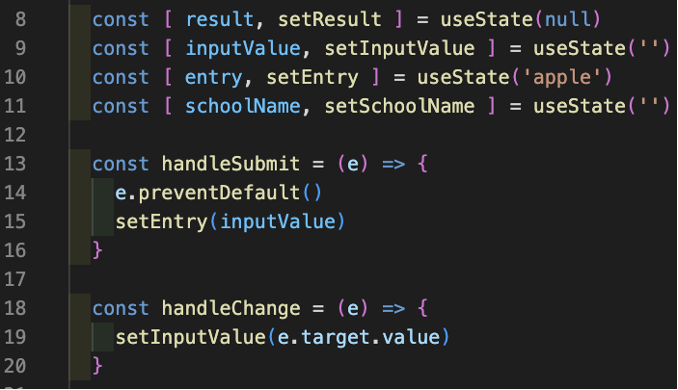 8 const [ result, setResult ] = useState(null)
9 const [ inputValue, setInputValue ] = useState('')
10 const [ entry, setEntry ] = useState('apple')
11 const [ schoolName, setSchoolName ] = useState('')
12
13 const handleSubmit = (e) => {
14 e.preventDefault()
15 setEntry(inputValue)
16 }
17
18 const handleChange = (e) => {
19 setInputValue(e.target.value)
20 }